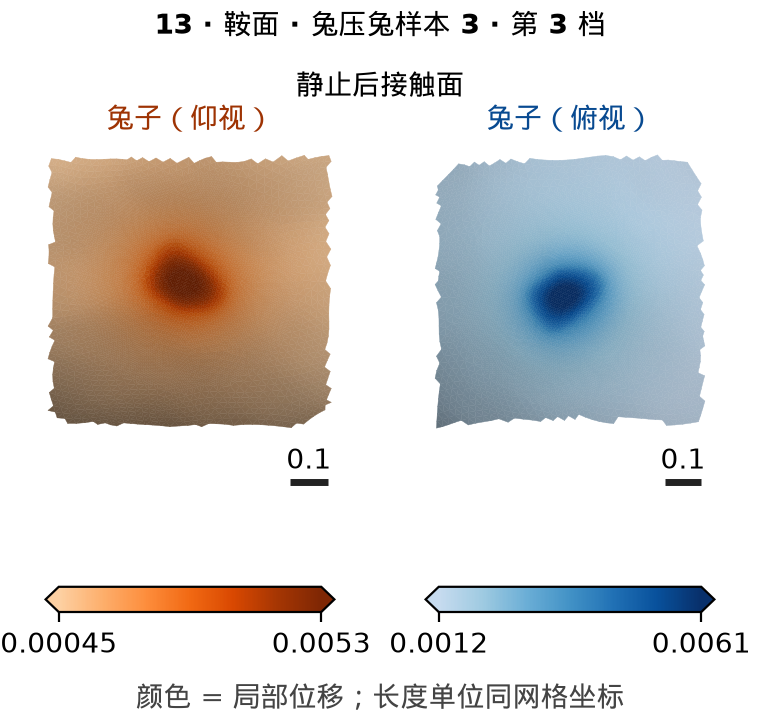 13 · 鞍面 · 兔压兔样本 3 · 第 3 档
静止后接触面
兔子（仰视）
兔子（俯视）
0.1
0.1
0.00045
0.0053
0.0012
0.0061
颜色 = 局部位移；长度单位同网格坐标